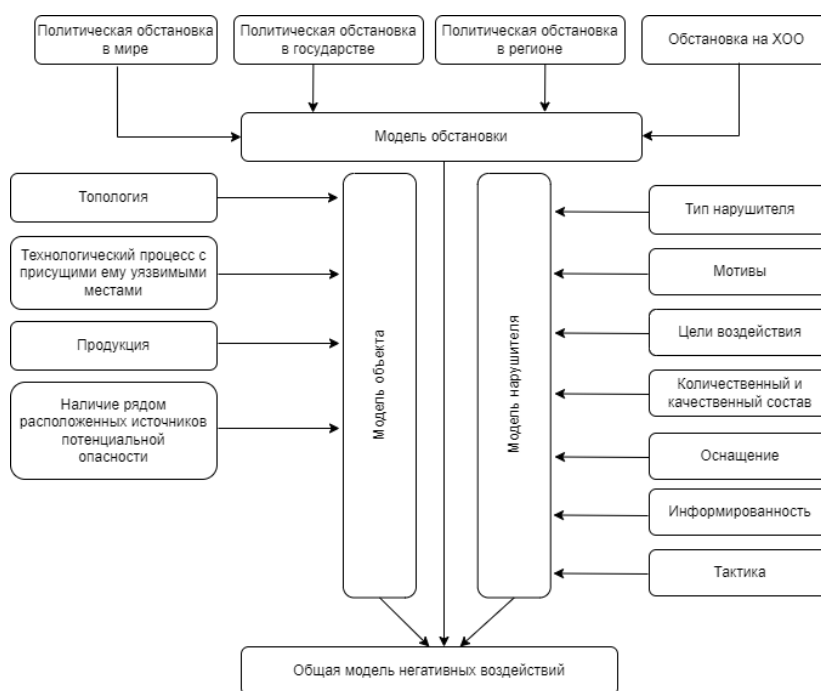 Политическая обстановка
в мире
Политическая обстановка
в государстве
Политическая обстановка
в регионе
Обстановка на ХОО
Модель обстановки
Топология
Технологический процесс с
присущими ему уязвимыми
местами
Продукция
Наличие рядом
расположенных источников
потенциальной
опасности
Модель объекта
Модель нарушителя
Тип нарушителя
Мотивы
Цели воздействия
Количественный и
качественный состав
Оснащение
Информированность
Тактика
Общая модель негативных воздействий